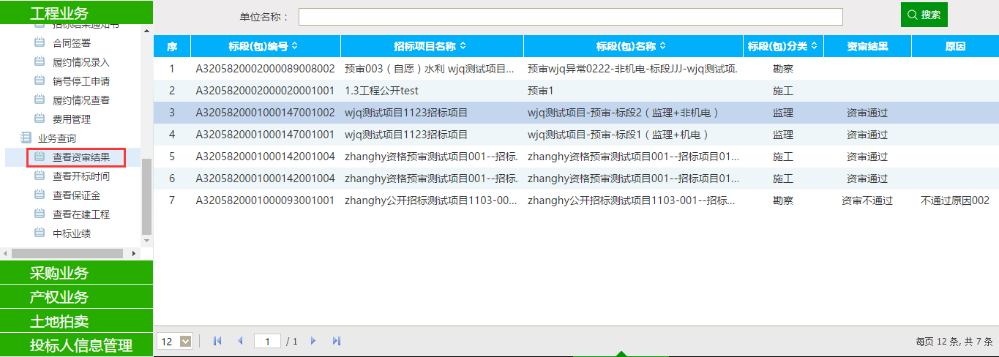 工程业务
招标结果通知书
合同签署
履约情况录入
销号停工申请
履约情况查看
费用管理
业务查询
查看资审结果
查看开标时间
查看保证金
查看在建工程
中标业绩
采购业务
产权业务
土地拍卖
投标人信息管理
单位名称： 搜索
序 标段(包)编号 招标项目名称 标段(包)名称 标段(包)分类 资审结果 原因
1 A3205820002000089008002 预审003（自愿）水利 wjq测试项目... 预审wjq异常0222-非机电-标段JJJ-wjq测试项. 勘察
2 A3205820002000020001001 1.3工程公开test 预审1 施工
3 A3205820001000147001002 wjq测试项目1123招标项目 wjq测试项目-预审-标段2（监理+非机电） 监理 资审通过
4 A3205820001000147001001 wjq测试项目1123招标项目 wjq测试项目-预审-标段1（监理+机电） 监理 资审通过
5 A3205820001000142001004 zhanghy资格预审测试项目001--招标. zhanghy资格预审测试项目001--招标项目01... 施工 资审通过
6 A3205820001000142001004 zhanghy资格预审测试项目001--招标. zhanghy资格预审测试项目001--招标项目01... 施工 资审通过
7 A3205820001000093001001 zhanghy公开招标测试项目1103-00... zhanghy公开招标测试项目1103-001--招标... 勘察 资审不通过 不通过原因002
12 1 / 1 每页 12 条, 共 7 条